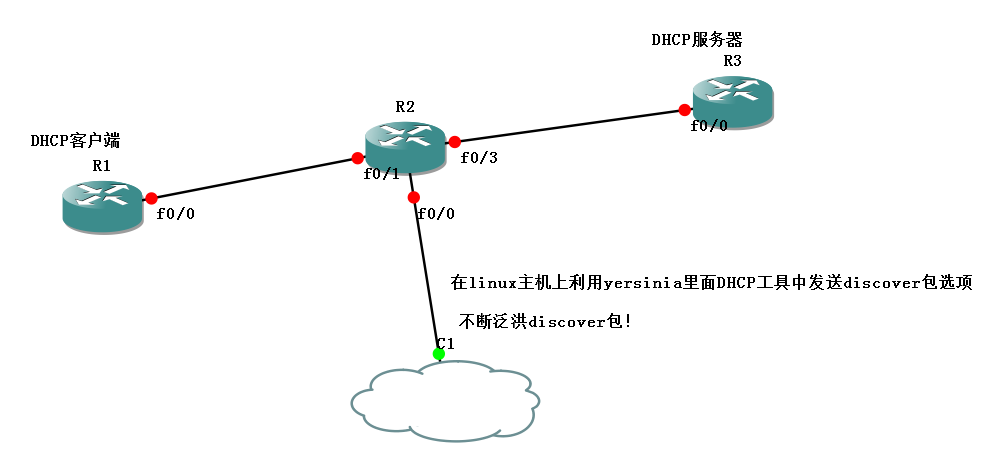 DHCP服务器
R3
f0/0
R2
f0/1
f0/3
f0/0
DHCP客户端
R1
f0/0
在linux主机上利用yersinia里面DHCP工具中发送discover包选项
不断泛洪discover包!
C1